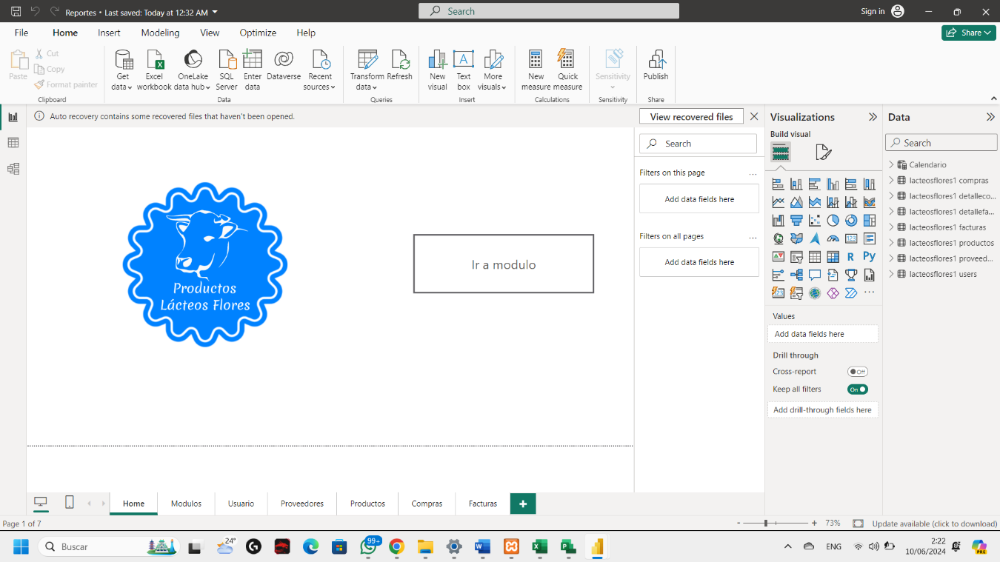 Reportes • Last saved: Today at 12:32 AM
Search
Sign in
File Home Insert Modeling View Optimize Help
Share
Paste
Cut
Copy
Format painter
Clipboard
Get data
Excel workbook
OneLake data hub
SQL Server
Enter data
Dataverse
Recent sources
Data
Transform data
Refresh
Queries
New visual
Text box
More visuals
Insert
New measure
Quick measure
Calculations
Sensitivity
Sensitivity
Publish
Share
Auto recovery contains some recovered files that haven't been opened.
View recovered files
Productos
Lácteos Flores
Ir a modulo
Search
Filters on this page ...
Add data fields here
Filters on all pages ...
Add data fields here
Visualizations
Build visual
R
Py
123
Values
Add data fields here
Drill through
Cross-report Off
Keep all filters On
Add drill-through fields here
Data
Search
Calendario
lacteosflores1 compras
lacteosflores1 detalleco...
lacteosflores1 detallefa...
lacteosflores1 facturas
lacteosflores1 productos
lacteosflores1 proveed...
lacteosflores1 users
Home Modulos Usuario Proveedores Productos Compras Facturas +
Page 1 of 7
- + 73%
Update available (click to download)
Buscar
24°
99+
ENG
2:22
10/06/2024
PRE